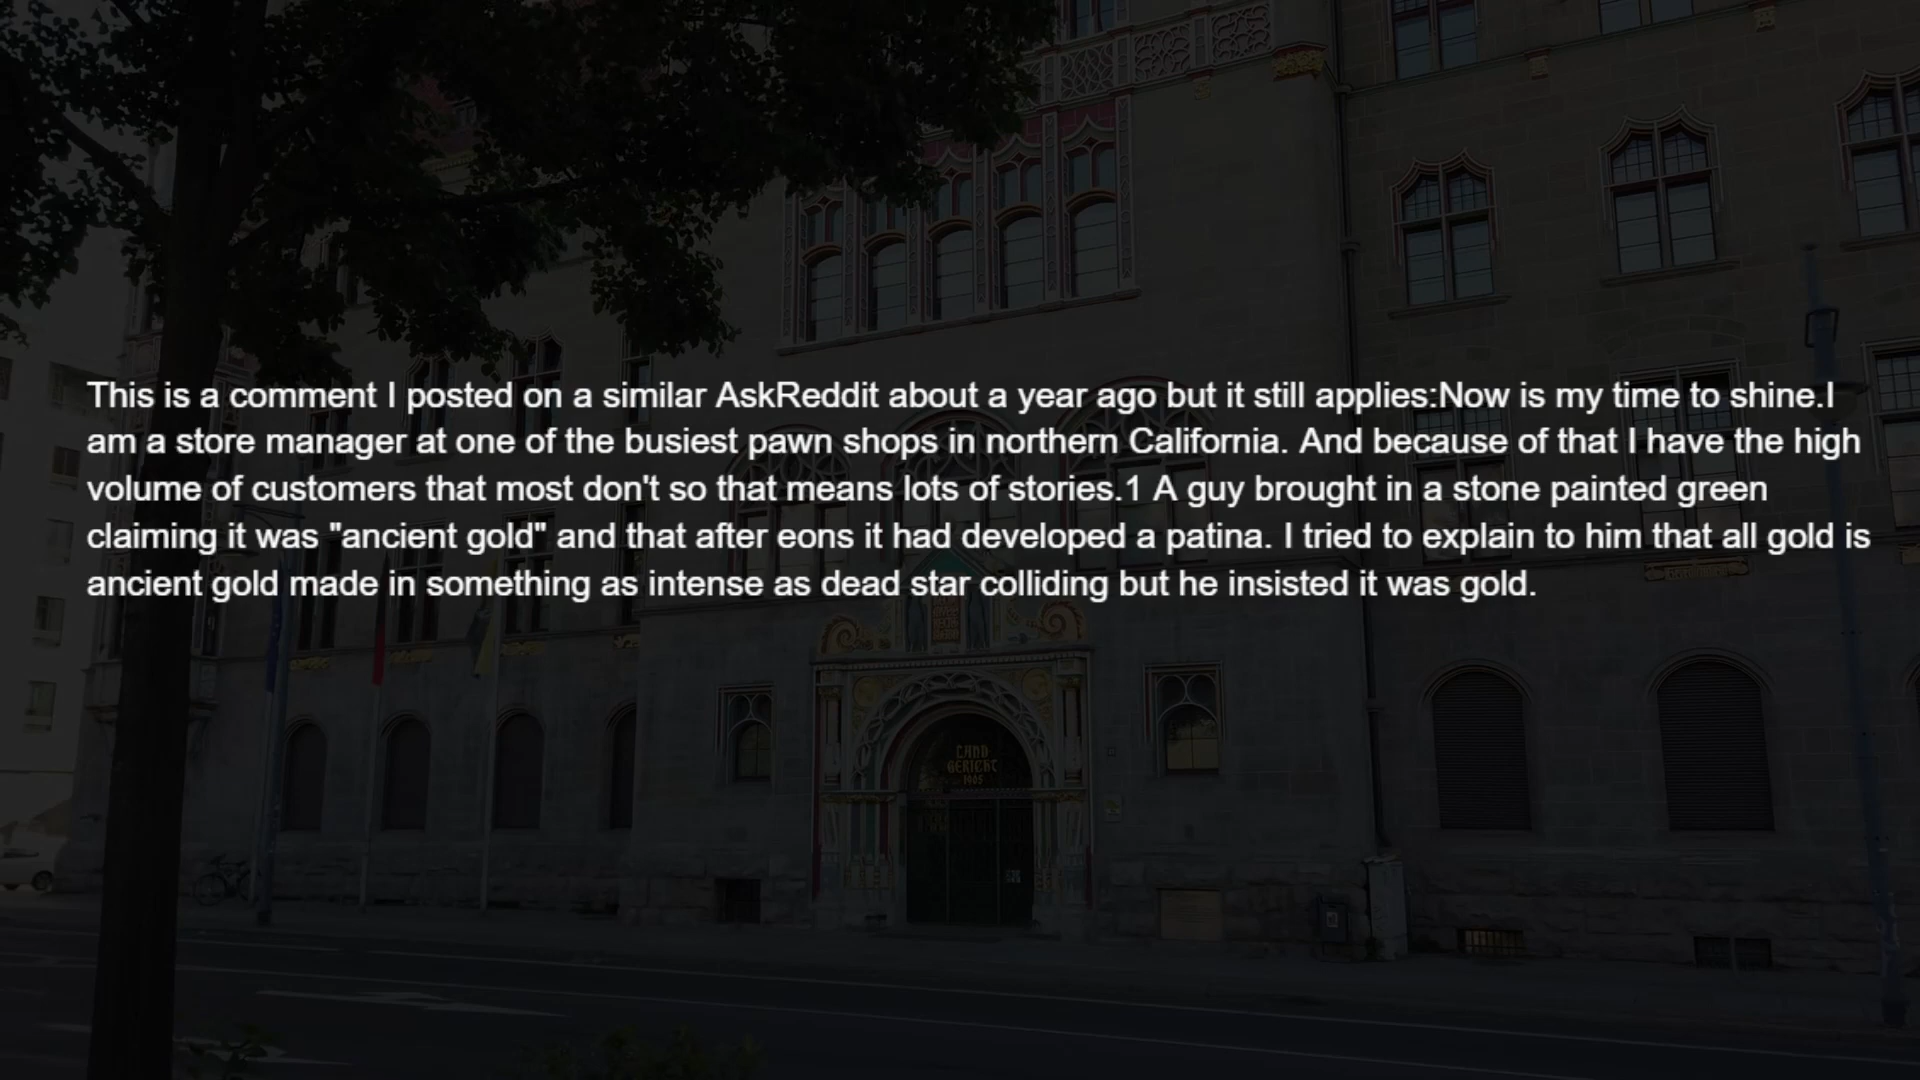 This is a comment I posted on a similar AskReddit about a year ago but it still applies:Now is my time to shine.I
am a store manager at one of the busiest pawn shops in northern California. And because of that I have the high
volume of customers that most don't so that means lots of stories.1 A guy brought in a stone painted green
claiming it was "ancient gold" and that after eons it had developed a patina. I tried to explain to him that all gold is
ancient gold made in something as intense as dead star colliding but he insisted it was gold.
LAND
GERICHT
1905